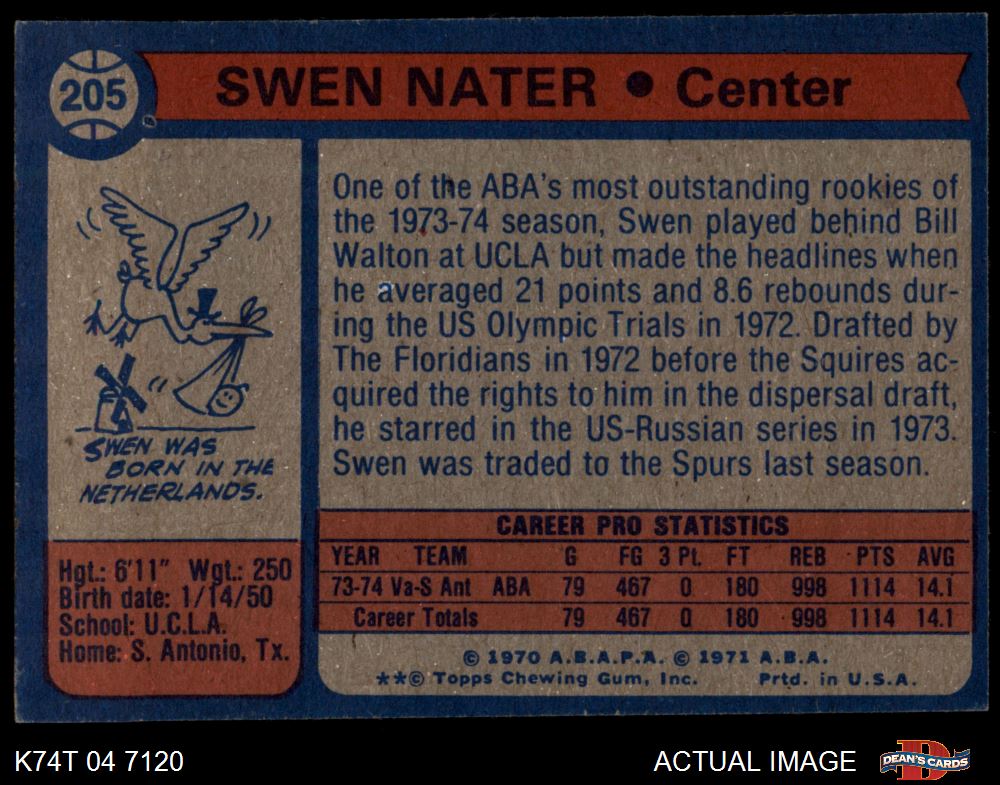 205
SWEN NATER • Center
One of the ABA's most outstanding rookies of
the 1973-74 season, Swen played behind Bill
Walton at UCLA but made the headlines when
he averaged 21 points and 8.6 rebounds dur-
ing the US Olympic Trials in 1972. Drafted by
The Floridians in 1972 before the Squires ac-
quired the rights to him in the dispersal draft,
he starred in the US-Russian series in 1973.
Swen was traded to the Spurs last season.
SWEN WAS
BORN IN THE
NETHERLANDS.
Hgt.: 6'11" Wgt.: 250
Birth date: 1/14/50
School: U.C.L.A.
Home: S. Antonio, Tx.
CAREER PRO STATISTICS
YEAR TEAM G FG 3 Pt. FT REB PTS AVG
73-74 Va-S Ant ABA 79 467 0 180 998 1114 14.1
Career Totals 79 467 0 180 998 1114 14.1
© 1970 A.B.A.P.A. © 1971 A.B.A.
**© Topps Chewing Gum, Inc. Prtd. in U.S.A.
K74T 04 7120
ACTUAL IMAGE
D
DEAN'S CARDS